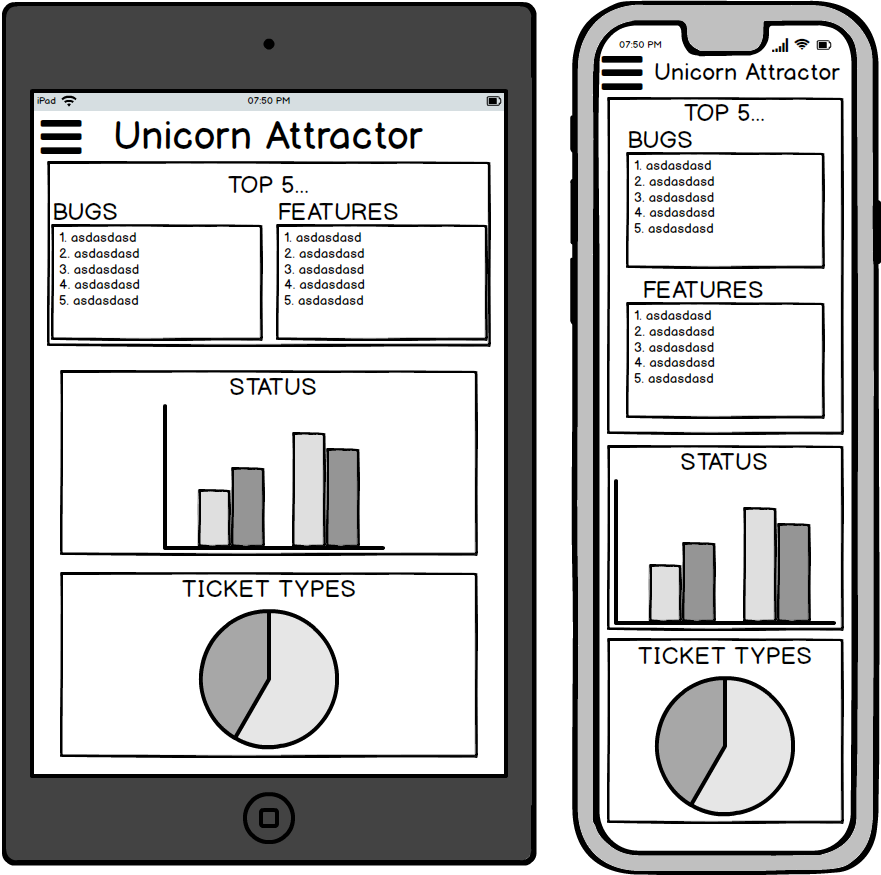 iPad
07:50 PM
Unicorn Attractor
TOP 5...
BUGS
1. asdasdasd
2. asdasdasd
3. asdasdasd
4. asdasdasd
5. asdasdasd
FEATURES
1. asdasdasd
2. asdasdasd
3. asdasdasd
4. asdasdasd
5. asdasdasd
STATUS
TICKET TYPES
07:50 PM
Unicorn Attractor
TOP 5...
BUGS
1. asdasdasd
2. asdasdasd
3. asdasdasd
4. asdasdasd
5. asdasdasd
FEATURES
1. asdasdasd
2. asdasdasd
3. asdasdasd
4. asdasdasd
5. asdasdasd
STATUS
TICKET TYPES